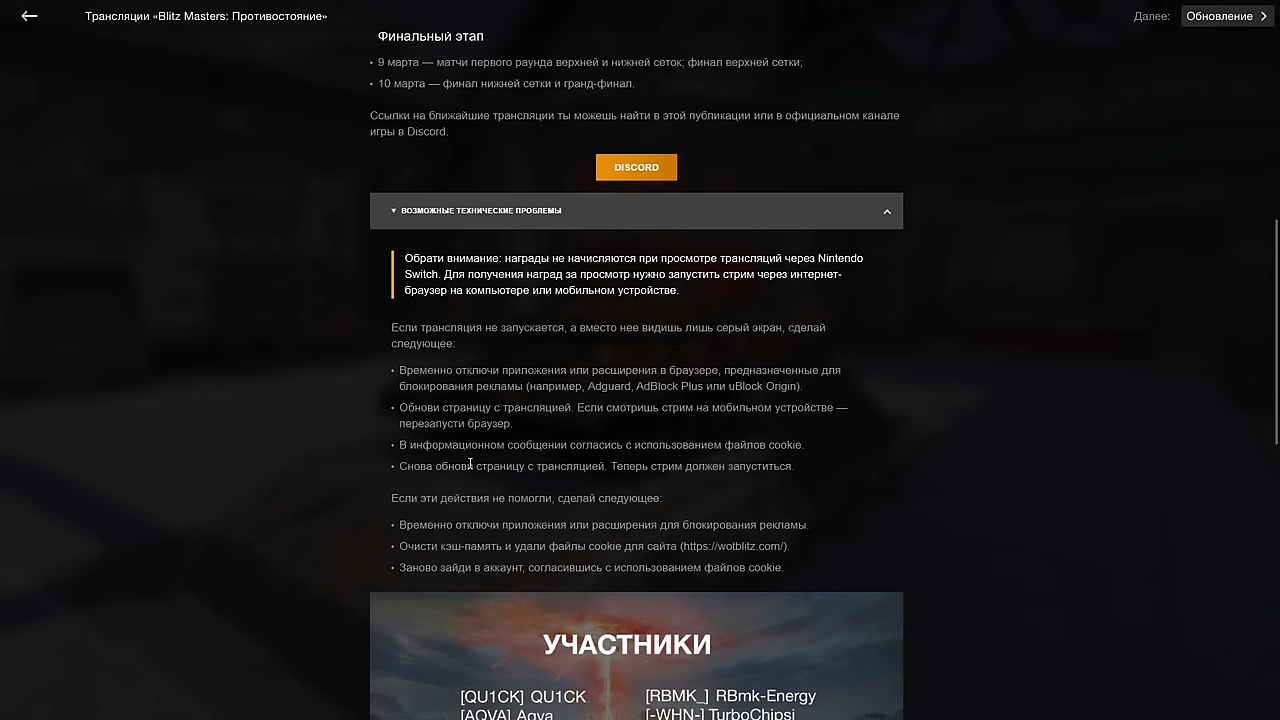 Трансляции «Blitz Masters: Противостояние»
Далее:
Обновление
Финальный этап
• 9 марта — матчи первого раунда верхней и нижней сеток; финал верхней сетки;
• 10 марта — финал нижней сетки и гранд-финал.
Ссылки на ближайшие трансляции ты можешь найти в этой публикации или в официальном канале
игры в Discord.
DISCORD
▼ ВОЗМОЖНЫЕ ТЕХНИЧЕСКИЕ ПРОБЛЕМЫ
Обрати внимание: награды не начисляются при просмотре трансляций через Nintendo
Switch. Для получения наград за просмотр нужно запустить стрим через интернет-
браузер на компьютере или мобильном устройстве.
Если трансляция не запускается, а вместо нее видишь лишь серый экран, сделай
следующее:
• Временно отключи приложения или расширения в браузере, предназначенные для
блокирования рекламы (например, Adguard, AdBlock Plus или uBlock Origin).
• Обнови страницу с трансляцией. Если смотришь стрим на мобильном устройстве —
перезапусти браузер.
• В информационном сообщении согласись с использованием файлов cookie.
• Снова обнови страницу с трансляцией. Теперь стрим должен запуститься.
Если эти действия не помогли, сделай следующее:
• Временно отключи приложения или расширения для блокирования рекламы.
• Очисти кэш-память и удали файлы cookie для сайта (https://wotblitz.com/).
• Заново зайди в аккаунт, согласившись с использованием файлов cookie.
УЧАСТНИКИ
[QU1CK] QU1CK
[RBMK_] RBmk-Energy
[AQVA] Aqva
[-WHN-] TurboChipsi